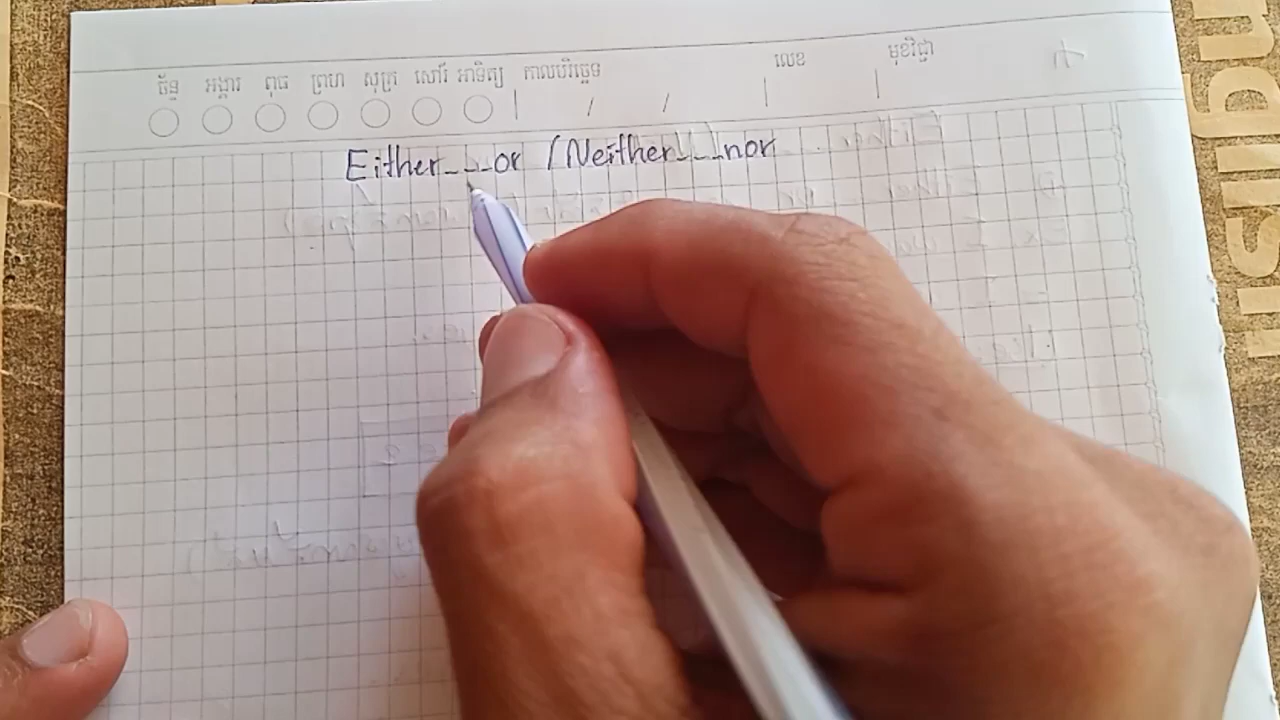 ច័ន្ទ អង្គារ ពុធ ព្រហ សុក្រ សៅរ៍ អាទិត្យ កាលបរិច្ឆេទ / / លេខ មុខវិជ្ជា
Either---or / Neither---nor
English